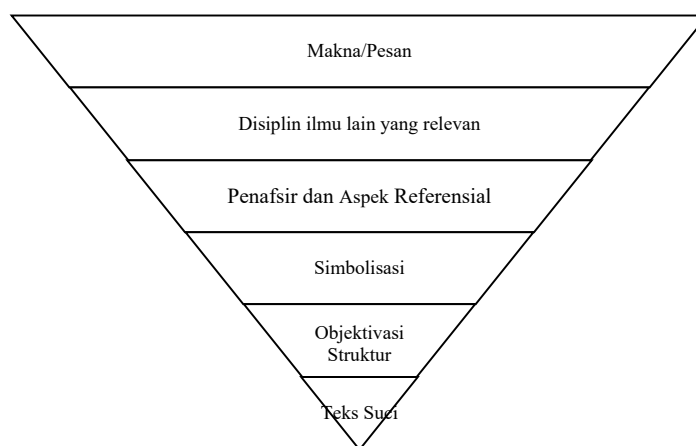 Makna/Pesan
Disiplin ilmu lain yang relevan
Penafsir dan Aspek Referensial
Simbolisasi
Objektivasi
Struktur
Teks Suci